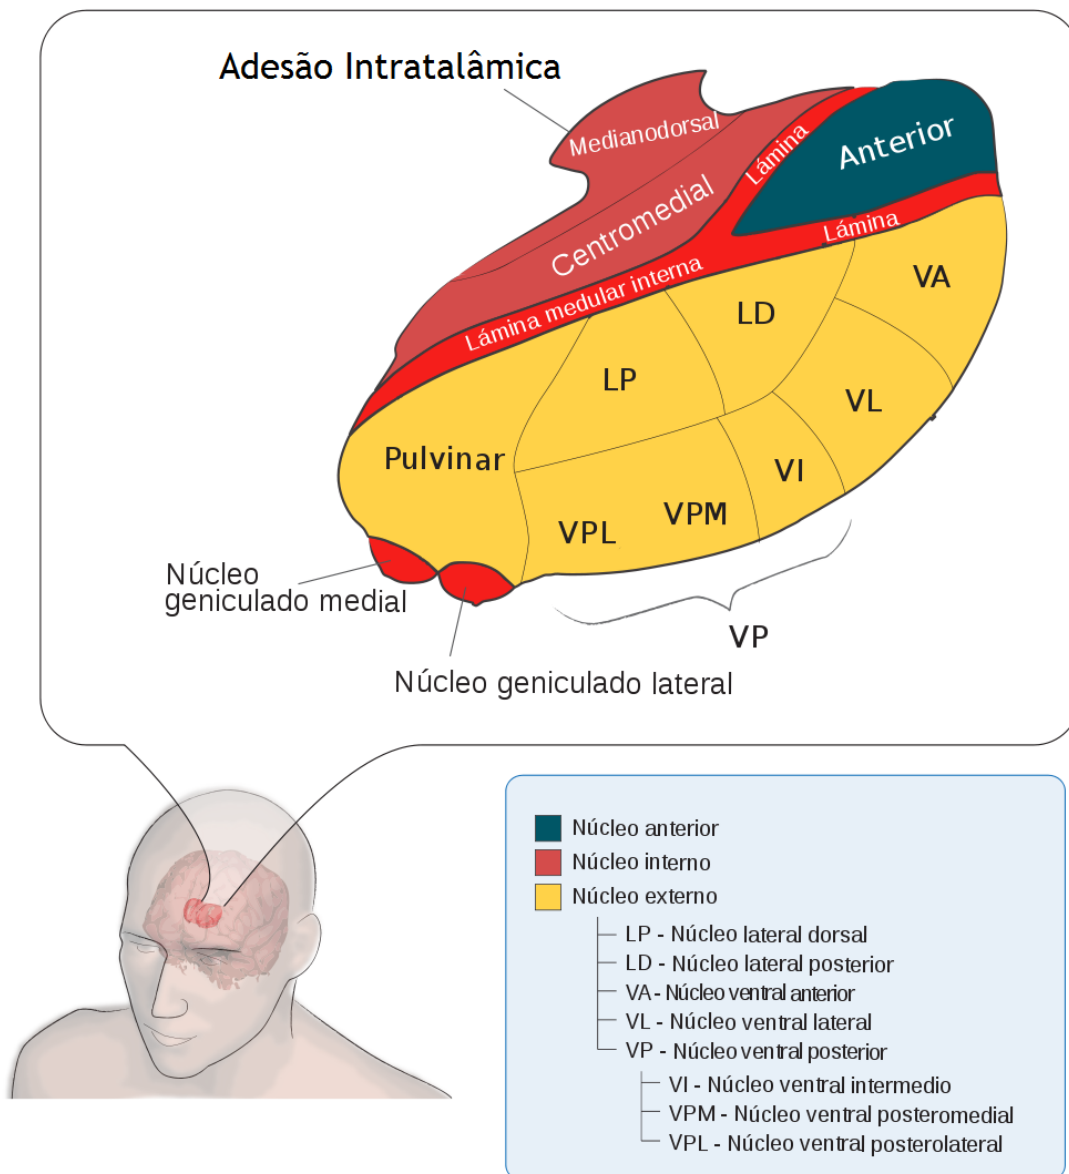 Adesão Intratalâmica
Medianodorsal
Lámina
Anterior
Centromedial
Lámina
Lámina medular interna
VA
LD
LP
VL
Pulvinar
VI
VPM
VPL
Núcleo
geniculado medial
VP
Núcleo geniculado lateral
Núcleo anterior
Núcleo interno
Núcleo externo
LP - Núcleo lateral dorsal
LD - Núcleo lateral posterior
VA - Núcleo ventral anterior
VL - Núcleo ventral lateral
VP - Núcleo ventral posterior
VI - Núcleo ventral intermedio
VPM - Núcleo ventral posteromedial
VPL - Núcleo ventral posterolateral